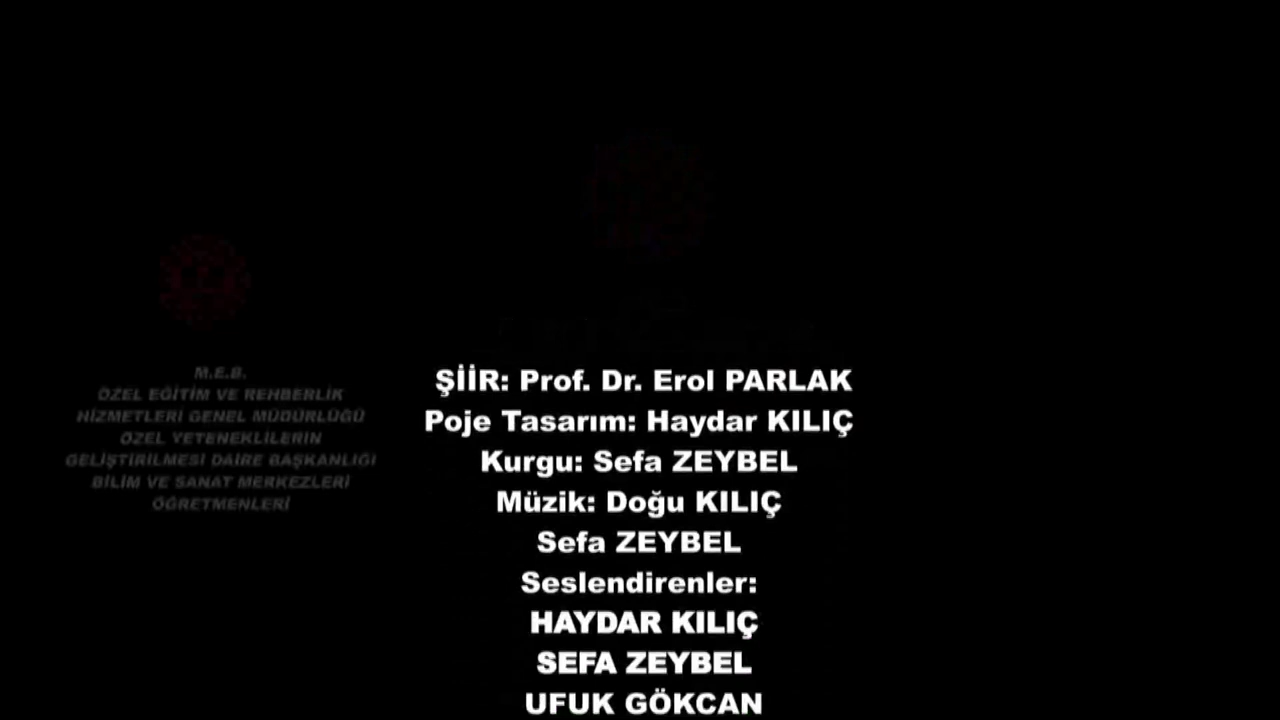 M.E.B.
ÖZEL EĞİTİM VE REHBERLİK
HİZMETLERİ GENEL MÜDÜRLÜĞÜ
ÖZEL YETENEKLİLERİN
GELİŞTİRİLMESİ DAİRE BAŞKANLIĞI
BİLİM VE SANAT MERKEZLERİ
ÖĞRETMENLERİ
ŞİİR: Prof. Dr. Erol PARLAK
Poje Tasarım: Haydar KILIÇ
Kurgu: Sefa ZEYBEL
Müzik: Doğu KILIÇ
Sefa ZEYBEL
Seslendirenler:
HAYDAR KILIÇ
SEFA ZEYBEL
UFUK GÖKCAN